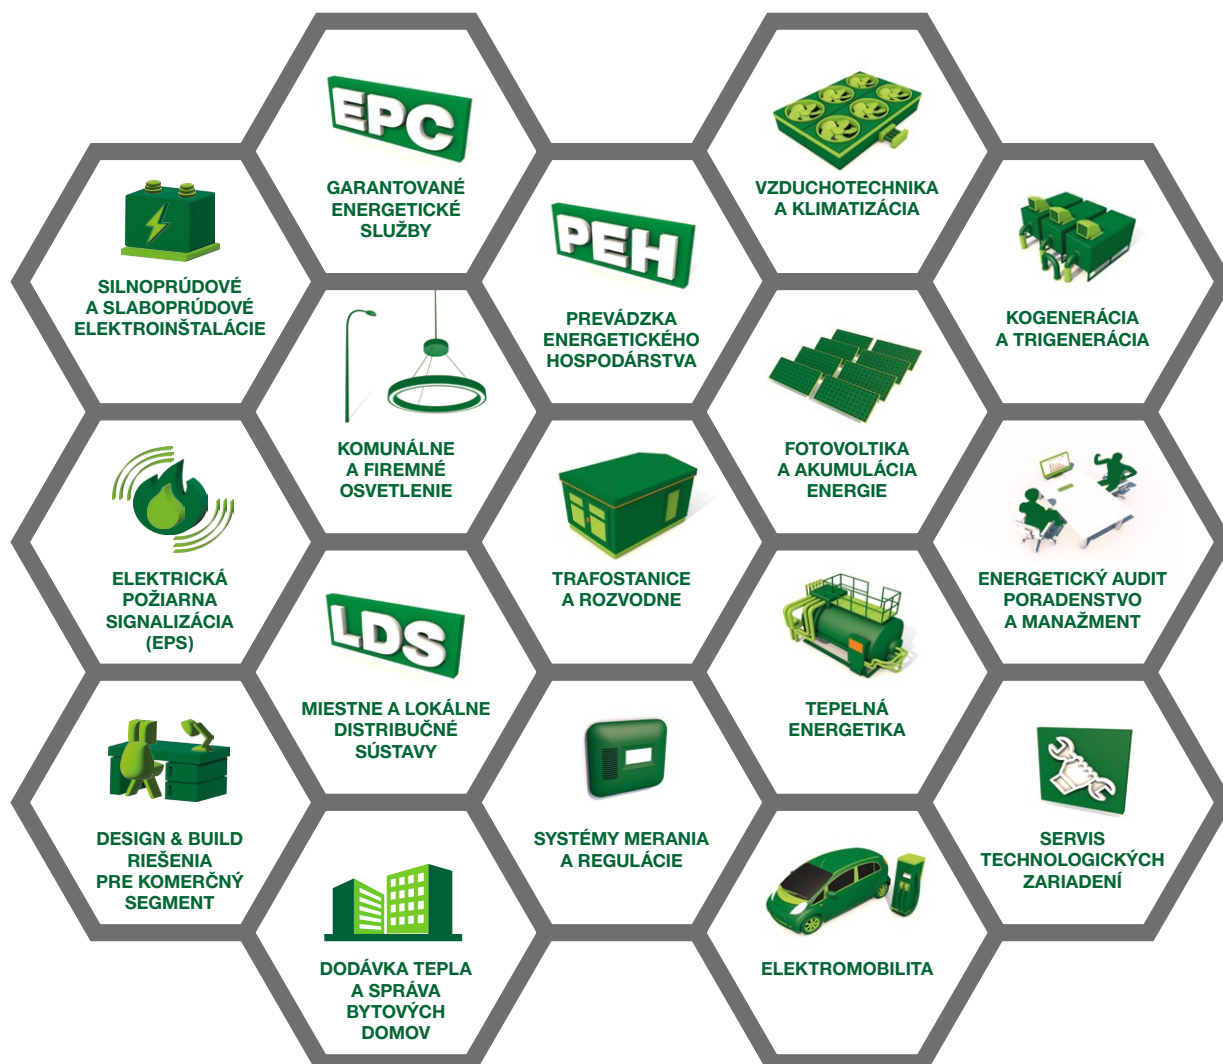 EPC
GARANTOVANÉ
ENERGETICKÉ
SLUŽBY
VZDUCHOTECHNIKA
A KLIMATIZÁCIA
SILNOPRÚDOVÉ
A SLABOPRÚDOVÉ
ELEKTROINŠTALÁCIE
PEH
PREVÁDZKA
ENERGETICKÉHO
HOSPODÁRSTVA
KOGENERÁCIA
A TRIGENERÁCIA
KOMUNÁLNE
A FIREMNÉ
OSVETLENIE
FOTOVOLTIKA
A AKUMULÁCIA
ENERGIE
ELEKTRICKÁ
POŽIARNA
SIGNALIZÁCIA
(EPS)
TRAFOSTANICE
A ROZVODNE
ENERGETICKÝ AUDIT
PORADENSTVO
A MANAŽMENT
LDS
MIESTNE A LOKÁLNE
DISTRIBUČNÉ
SÚSTAVY
TEPELNÁ
ENERGETIKA
DESIGN & BUILD
RIEŠENIA
PRE KOMERČNÝ
SEGMENT
SYSTÉMY MERANIA
A REGULÁCIE
SERVIS
TECHNOLOGICKÝCH
ZARIADENÍ
DODÁVKA TEPLA
A SPRÁVA
BYTOVÝCH
DOMOV
ELEKTROMOBILITA